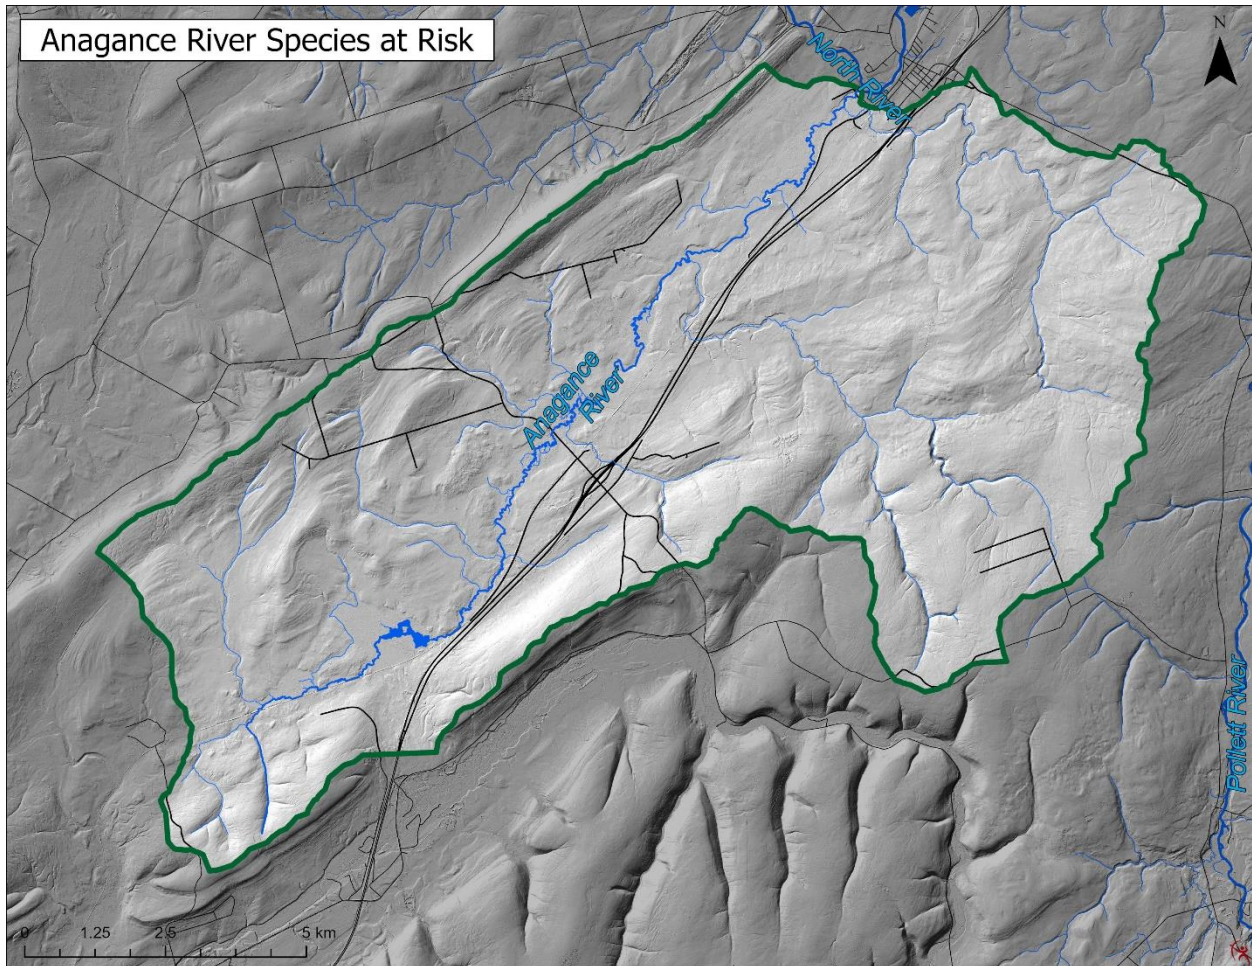 Anagance River Species at Risk
N
North River
Anagance
River
Pollett River
0 1.25 2.5 5 km